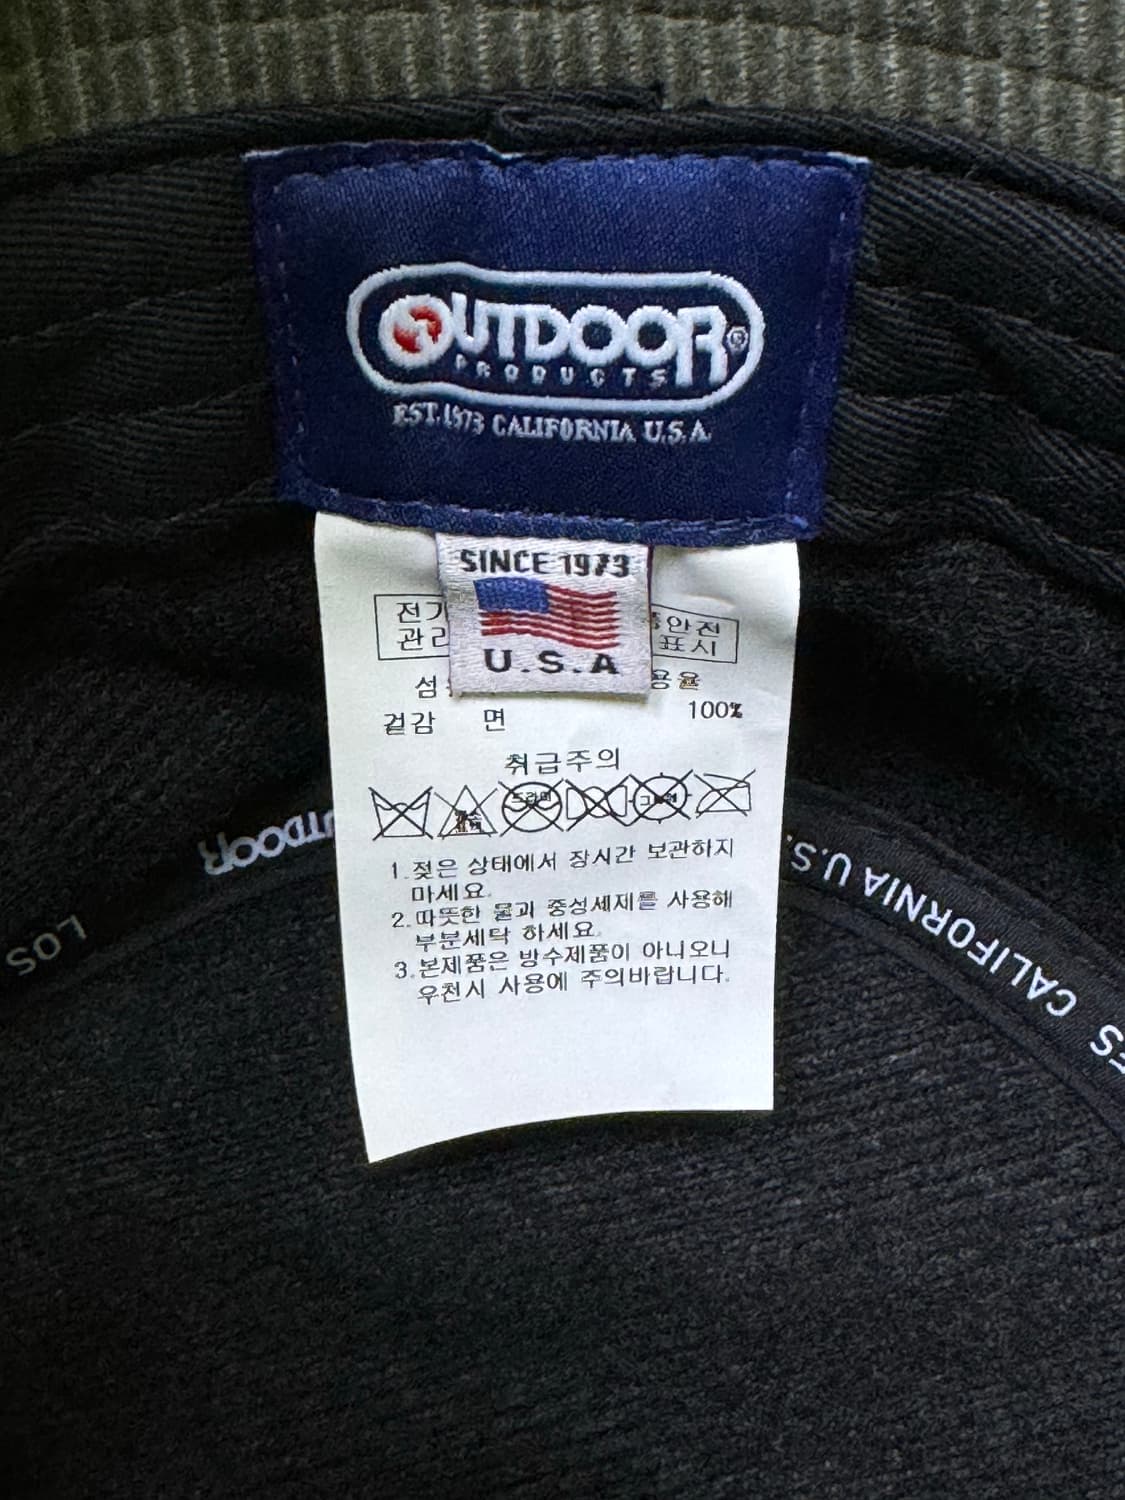 OUTDOOR®
PRODUCTS
EST.1973 CALIFORNIA U.S.A.
SINCE 1973
U.S.A
안전
표시
100%
겉감 면
취급주의
1.젖은 상태에서 장시간 보관하지
마세요.
2.따뜻한 물과 중성세제를 사용해
부분세탁 하세요.
3.본제품은 방수제품이 아니오니
우천시 사용에 주의바랍니다.
OUTDOOR
LOS
CALIFORNIA U.S.